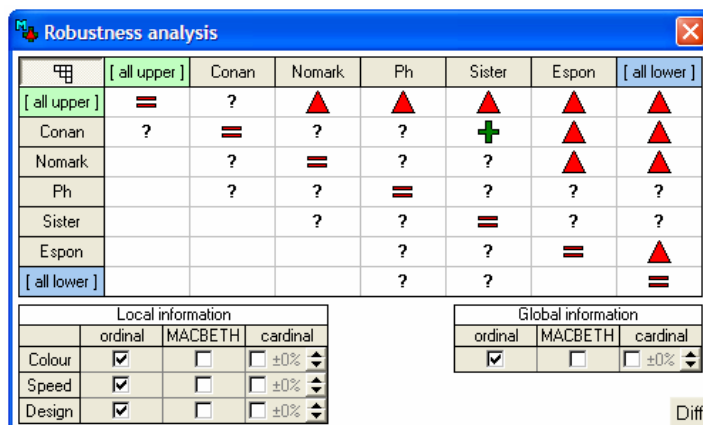 M Robustness analysis
[ all upper ] Conan Nomark Ph Sister Espon [ all lower ]
[ all upper ] = ?
Conan ? = ? ? +
Nomark ? = ? ?
Ph ? ? = ? ? ?
Sister ? ? = ? ?
Espon ? ? =
[ all lower ] ? ? =
Local information Global information
ordinal MACBETH cardinal ordinal MACBETH cardinal
Colour ±0% ±0%
Speed ±0%
Design ±0% Diff